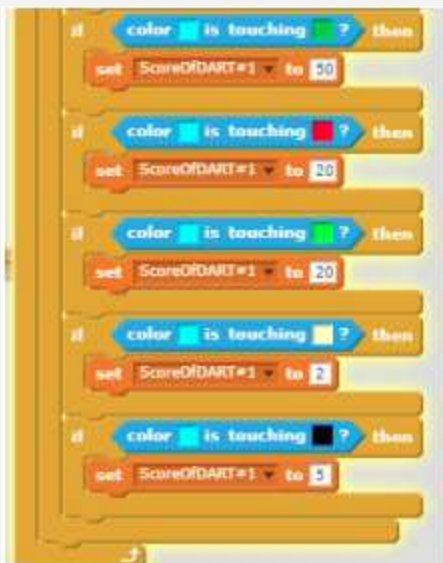 if color is touching ? then
set ScoreOfDART#1 to 50
if color is touching ? then
set ScoreOfDART#1 to 20
if color is touching ? then
set ScoreOfDART#1 to 20
if color is touching ? then
set ScoreOfDART#1 to 2
if color is touching ? then
set ScoreOfDART#1 to 5